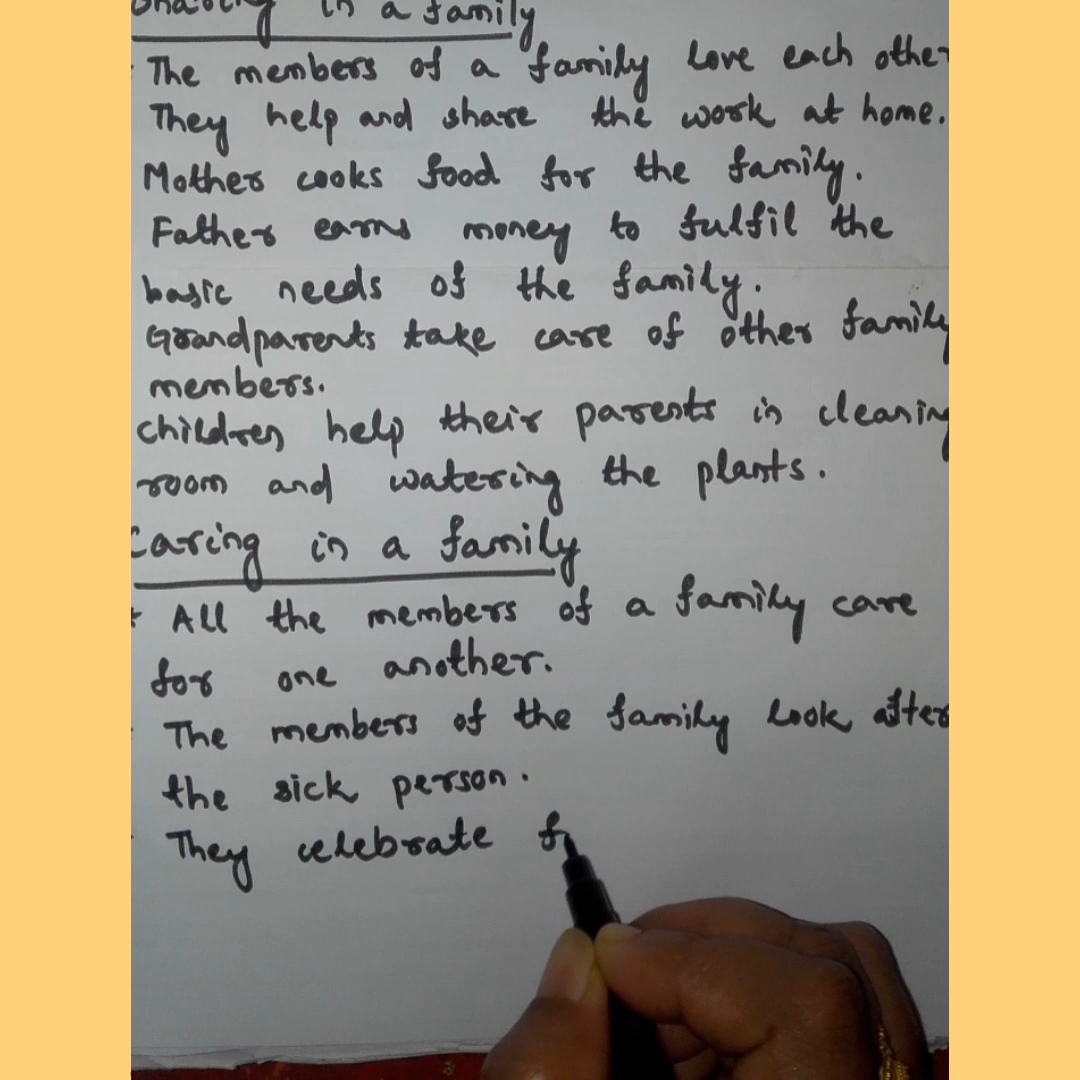 Sharing in a family
The members of a family love each other
They help and share the work at home.
Mother cooks food for the family.
Father earns money to fulfil the
basic needs of the family.
Grandparents take care of other family
members.
children help their parents in cleaning
room and watering the plants.
Caring in a family
* All the members of a family care
for one another.
The members of the family look after
the sick person.
They celebrate f